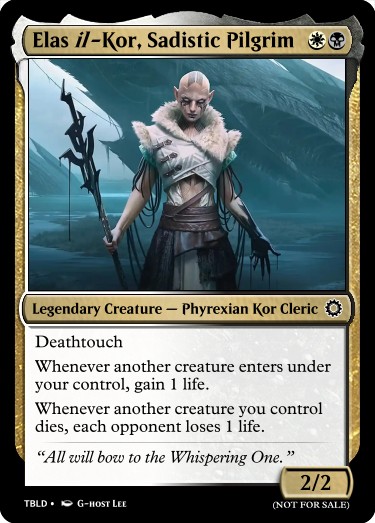 Elas il-Kor, Sadistic Pilgrim
Legendary Creature — Phyrexian Kor Cleric
Deathtouch
Whenever another creature enters under
your control, gain 1 life.
Whenever another creature you control
dies, each opponent loses 1 life.
“All will bow to the Whispering One.”
2/2
TBLD • G-host Lee
(NOT FOR SALE)